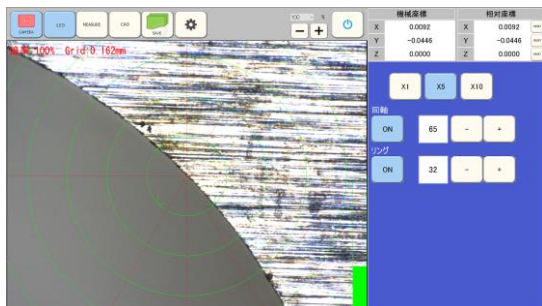 CAMERA LED MEASURE CAD SAVE
100 %
機械座標 相対座標
X 0.0092 X 0.0092
Y -0.0446 Y -0.0446
Z 0.0000 Z 0.0000
100% Grid:0.162mm
X1 X5 X10
同軸
ON 65 - +
リング
ON 32 - +